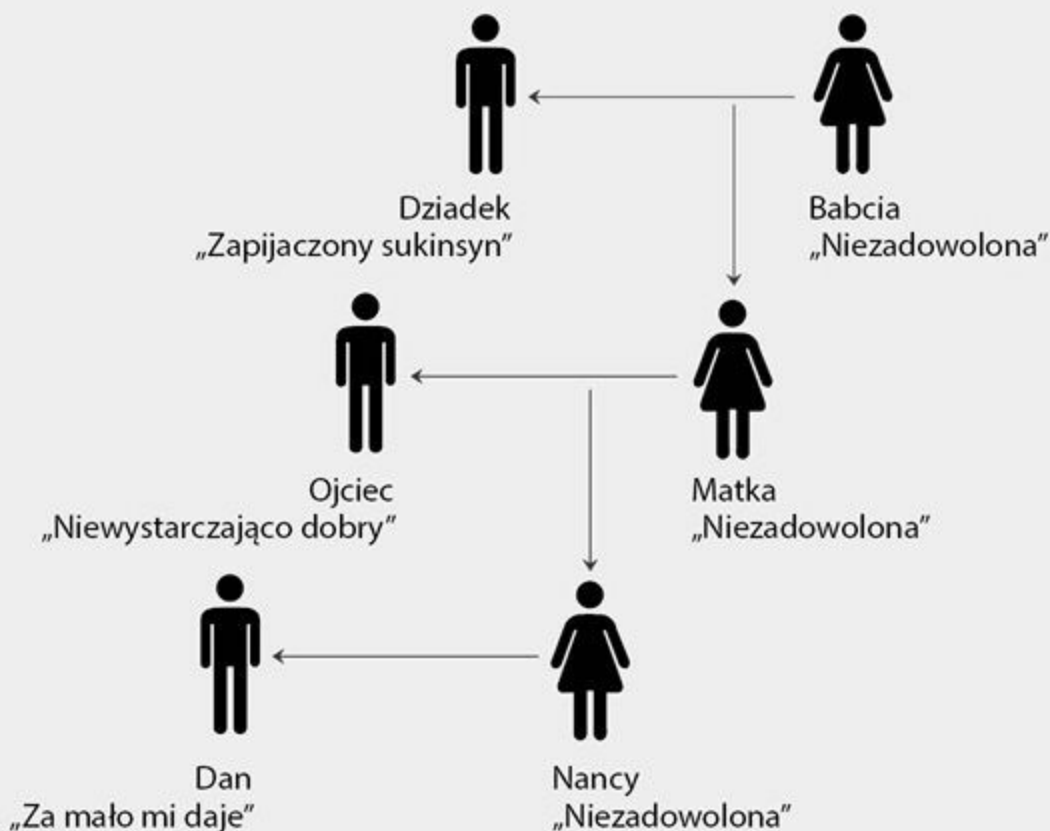 Dziadek
„Zapijaczony sukinsyn”
Babcia
„Niezadowolona”
Ojciec
„Niewystarczająco dobry”
Matka
„Niezadowolona”
Dan
„Za mało mi daje”
Nancy
„Niezadowolona”